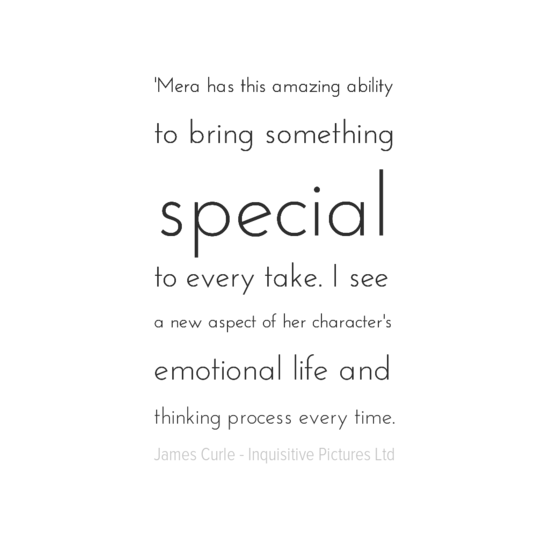 'Mera has this amazing ability
to bring something
special
to every take. I see
a new aspect of her character's
emotional life and
thinking process every time.
James Curle - Inquisitive Pictures Ltd